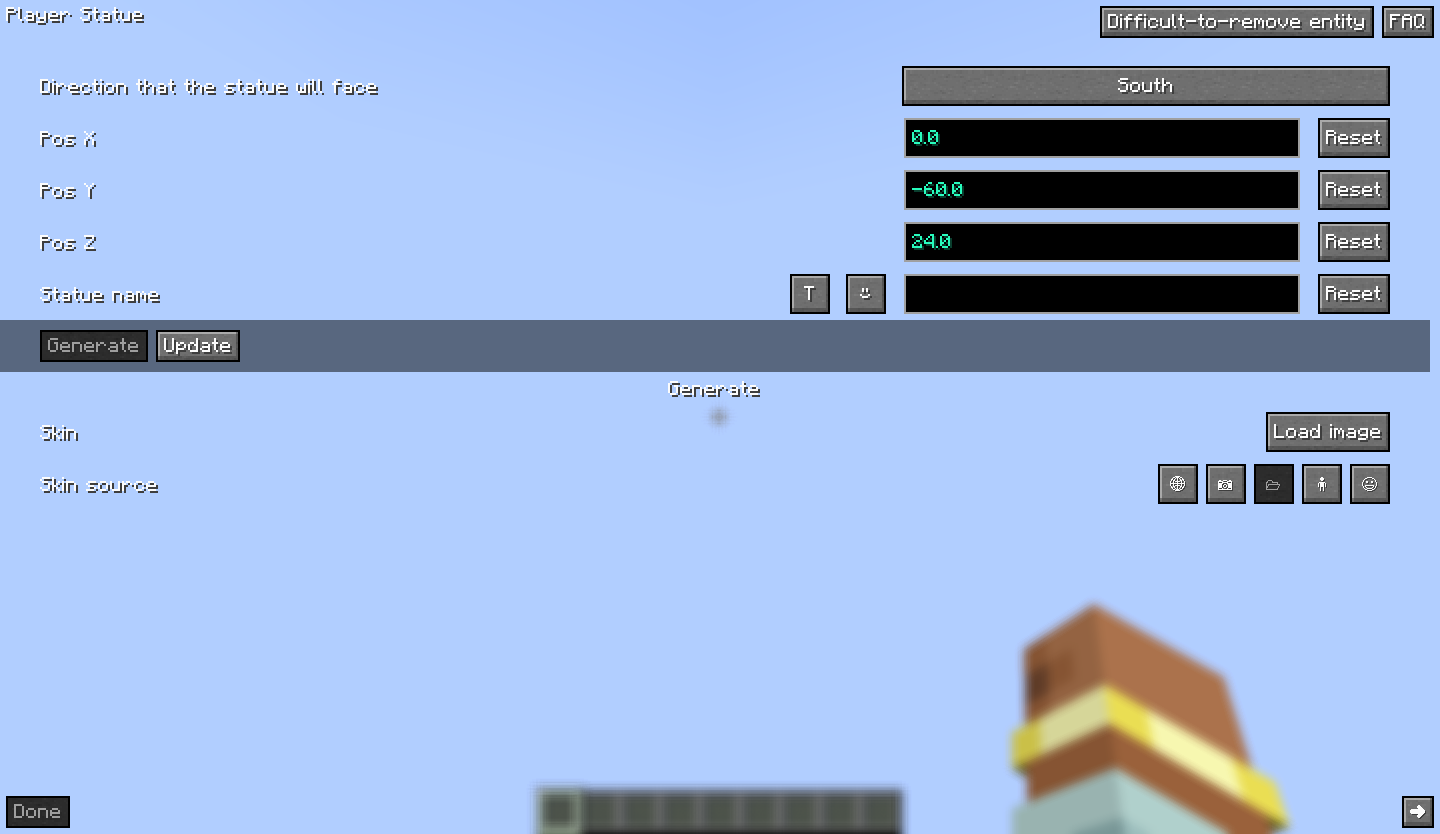 Player Statue
Difficult-to-remove entity FAQ
Direction that the statue will face South
Pos X 0.0 Reset
Pos Y -60.0 Reset
Pos Z 24.0 Reset
Statue name T Reset
Generate Update
Generate
Skin Load image
Skin source
Done